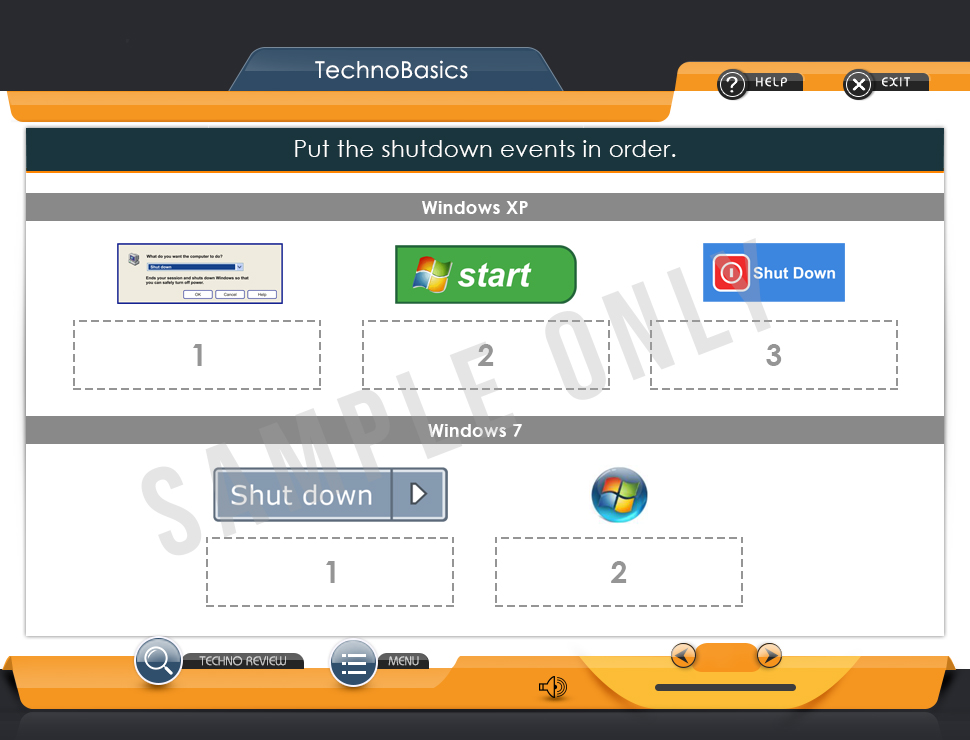 TechnoBasics
HELP
EXIT
Put the shutdown events in order.
Windows XP
What do you want the computer to do?
Shut down
Ends your session and shuts down Windows so that
you can safely turn off power.
OK Cancel Help
start
Shut Down
1 2 3
SAMPLE ONLY
Windows 7
Shut down
1 2
TECHNO REVIEW
MENU